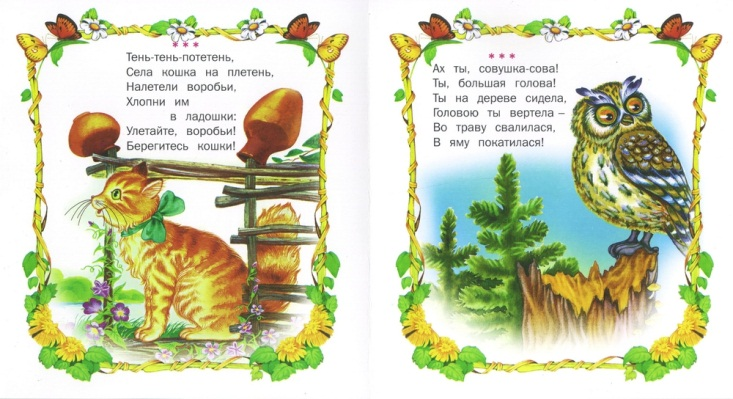 ***
Тень-тень-потетень,
Села кошка на плетень,
Налетели воробьи,
Хлопни им
в ладошки:
Улетайте, воробьи!
Берегитесь кошки!
***
Ах ты, совушка-сова!
Ты, большая голова!
Ты на дереве сидела,
Головою ты вертела –
Во траву свалилася,
В яму покатилася!